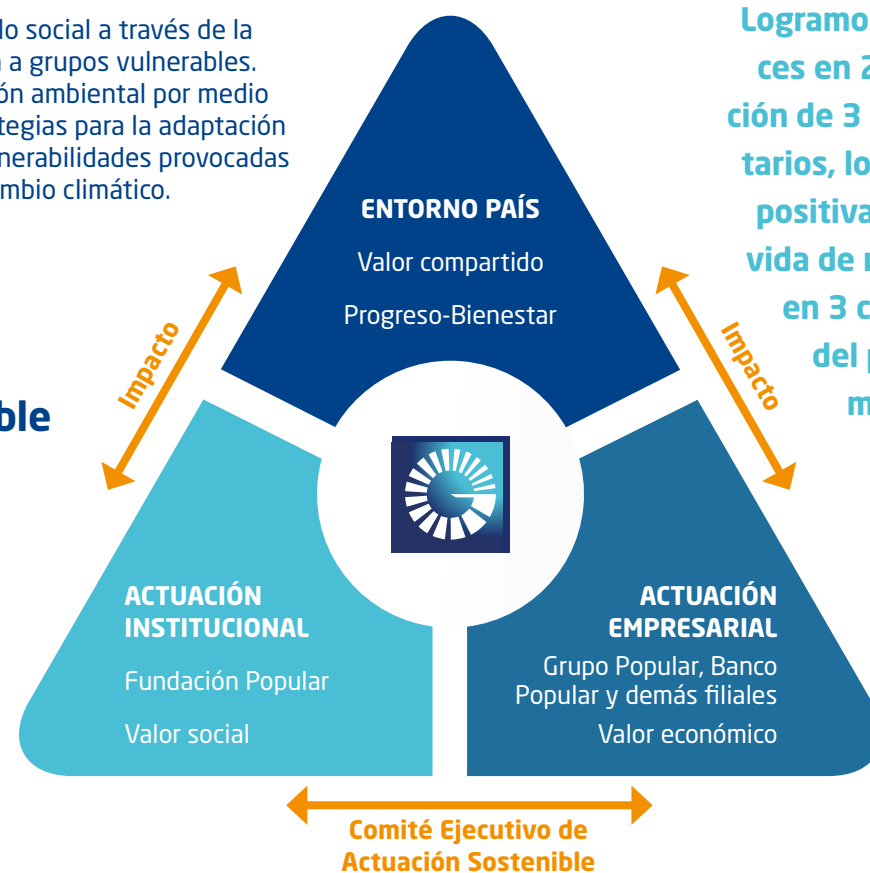 lo social a través de la
a grupos vulnerables.
ón ambiental por medio
tegias para la adaptación
nerabilidades provocadas
mbio climático.
Logramo
ces en 2
ción de 3
tarios, lo
positiva
vida de
en 3 c
del
m
ENTORNO PAÍS
Valor compartido
Progreso-Bienestar
Impacto
Impacto
ble
ACTUACIÓN
INSTITUCIONAL
Fundación Popular
Valor social
ACTUACIÓN
EMPRESARIAL
Grupo Popular, Banco
Popular y demás filiales
Valor económico
Comité Ejecutivo de
Actuación Sostenible